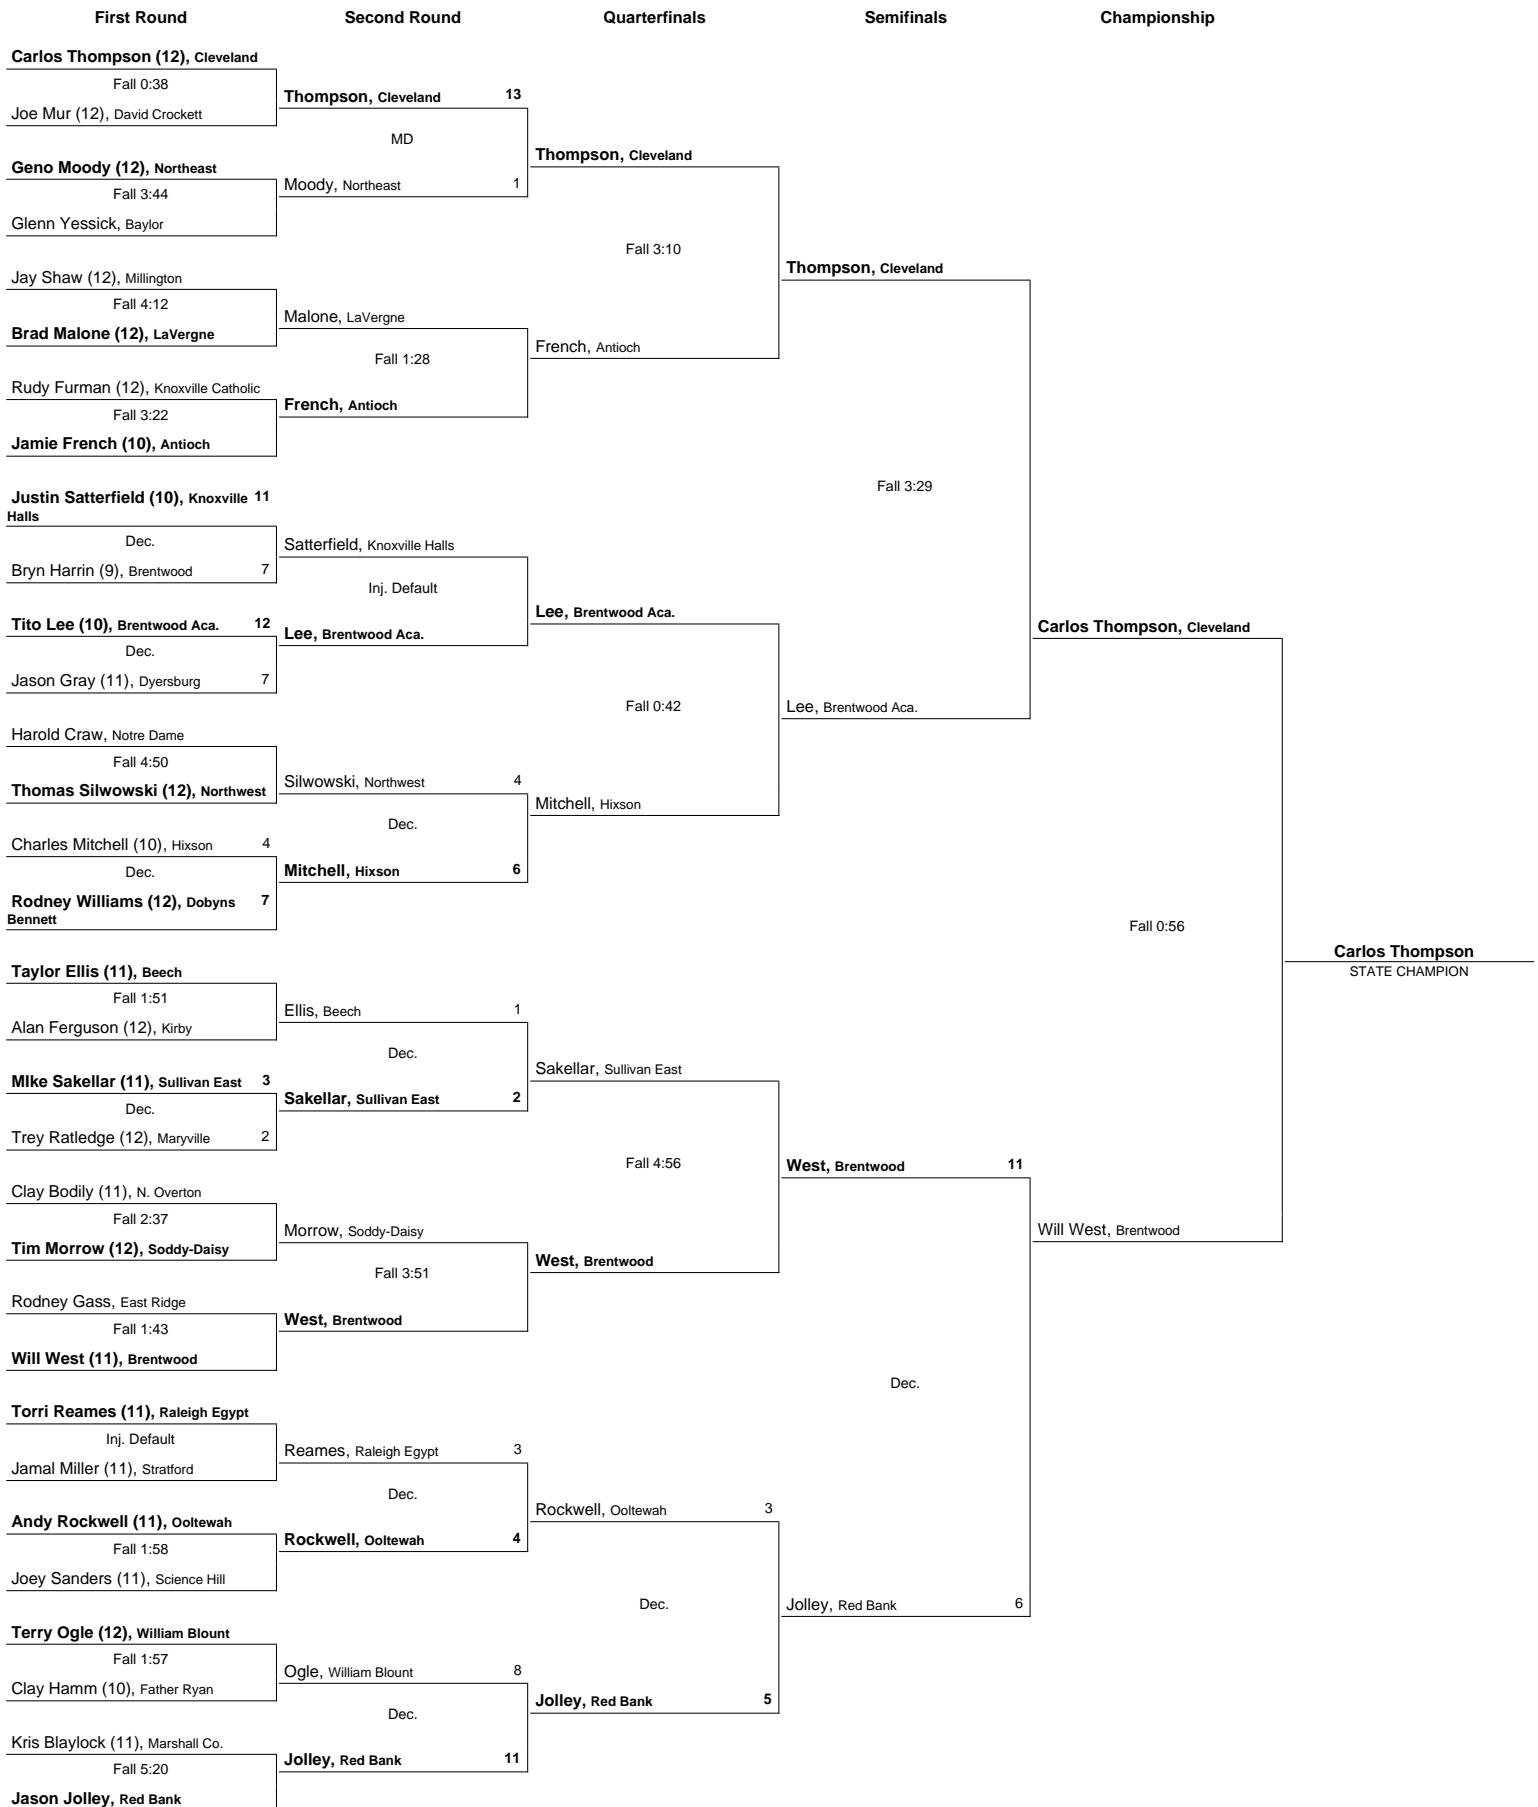 First Round
Second Round
Quarterfinals
Semifinals
Championship
Carlos Thompson (12), Cleveland
Fall 0:38
Joe Mur (12), David Crockett
Geno Moody (12), Northeast
Fall 3:44
Glenn Yessick, Baylor
Jay Shaw (12), Millington
Fall 4:12
Brad Malone (12), LaVergne
Rudy Furman (12), Knoxville Catholic
Fall 3:22
Jamie French (10), Antioch
Justin Satterfield (10), Knoxville 11
Halls
Dec.
Bryn Harrin (9), Brentwood 7
Tito Lee (10), Brentwood Aca. 12
Dec.
Jason Gray (11), Dyersburg 7
Harold Craw, Notre Dame
Fall 4:50
Thomas Silwowski (12), Northwest
Charles Mitchell (10), Hixson 4
Dec.
Rodney Williams (12), Dobyns 7
Bennett
Taylor Ellis (11), Beech
Fall 1:51
Alan Ferguson (12), Kirby
MIke Sakellar (11), Sullivan East 3
Dec.
Trey Ratledge (12), Maryville 2
Clay Bodily (11), N. Overton
Fall 2:37
Tim Morrow (12), Soddy-Daisy
Rodney Gass, East Ridge
Fall 1:43
Will West (11), Brentwood
Torri Reames (11), Raleigh Egypt
Inj. Default
Jamal Miller (11), Stratford
Andy Rockwell (11), Ooltewah
Fall 1:58
Joey Sanders (11), Science Hill
Terry Ogle (12), William Blount
Fall 1:57
Clay Hamm (10), Father Ryan
Kris Blaylock (11), Marshall Co.
Fall 5:20
Jason Jolley, Red Bank
Thompson, Cleveland 13
MD
Moody, Northeast 1
Malone, LaVergne
Fall 1:28
French, Antioch
Satterfield, Knoxville Halls
Inj. Default
Lee, Brentwood Aca.
Silwowski, Northwest 4
Dec.
Mitchell, Hixson 6
Ellis, Beech 1
Dec.
Sakellar, Sullivan East 2
Morrow, Soddy-Daisy
Fall 3:51
West, Brentwood
Reames, Raleigh Egypt 3
Dec.
Rockwell, Ooltewah 4
Ogle, William Blount 8
Dec.
Jolley, Red Bank 11
Thompson, Cleveland
Fall 3:10
French, Antioch
Lee, Brentwood Aca.
Fall 0:42
Mitchell, Hixson
Sakellar, Sullivan East
Fall 4:56
West, Brentwood
Rockwell, Ooltewah 3
Dec.
Jolley, Red Bank 5
Thompson, Cleveland
Fall 3:29
Lee, Brentwood Aca.
West, Brentwood 11
Dec.
Jolley, Red Bank 6
Carlos Thompson, Cleveland
Fall 0:56
Will West, Brentwood
Carlos Thompson
STATE CHAMPION